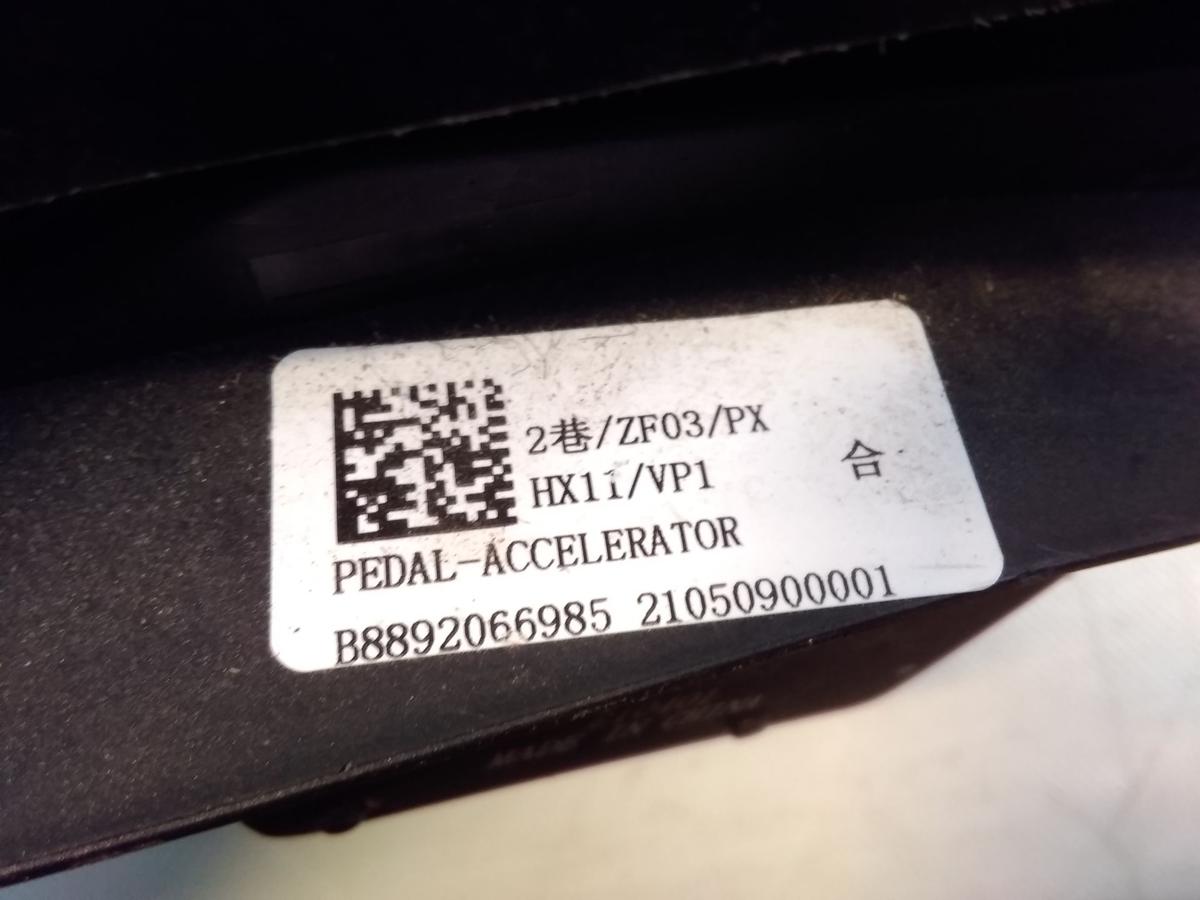 2巷/ZF03/PX
HX11/VP1
合
PEDAL-ACCELERATOR
B8892066985 21050900001